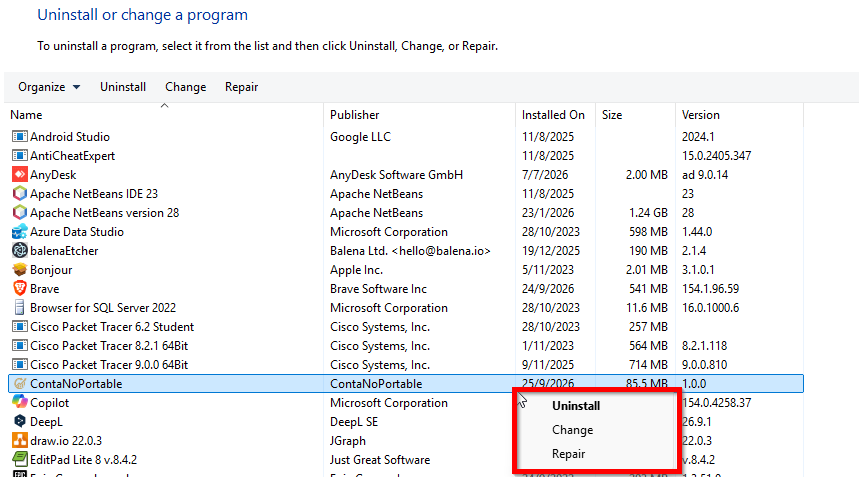 Uninstall or change a program
To uninstall a program, select it from the list and then click Uninstall, Change, or Repair.
Organize Uninstall Change Repair
Name Publisher Installed On Size Version
Android Studio Google LLC 11/8/2025 2024.1
AntiCheatExpert 11/8/2025 15.0.2405.347
AnyDesk AnyDesk Software GmbH 7/7/2026 2.00 MB ad 9.0.14
Apache NetBeans IDE 23 Apache NetBeans 11/8/2025 23
Apache NetBeans version 28 Apache NetBeans 23/1/2026 1.24 GB 28
Azure Data Studio Microsoft Corporation 28/10/2023 598 MB 1.44.0
balenaEtcher Balena Ltd. <hello@balena.io> 19/12/2025 190 MB 2.1.4
Bonjour Apple Inc. 5/11/2023 2.01 MB 3.1.0.1
Brave Brave Software Inc 24/9/2026 541 MB 154.1.96.59
Browser for SQL Server 2022 Microsoft Corporation 28/10/2023 11.6 MB 16.0.1000.6
Cisco Packet Tracer 6.2 Student Cisco Systems, Inc. 28/10/2023 257 MB
Cisco Packet Tracer 8.2.1 64Bit Cisco Systems, Inc. 1/11/2023 564 MB 8.2.1.118
Cisco Packet Tracer 9.0.0 64Bit Cisco Systems, Inc. 9/11/2025 714 MB 9.0.0.810
ContaNoPortable ContaNoPortable 25/9/2026 85.5 MB 1.0.0
Copilot Microsoft Corporation 154.0.4258.37
DeepL DeepL SE 26.9.1
draw.io 22.0.3 JGraph 22.0.3
EditPad Lite 8 v.8.4.2 Just Great Software v.8.4.2
Uninstall
Change
Repair